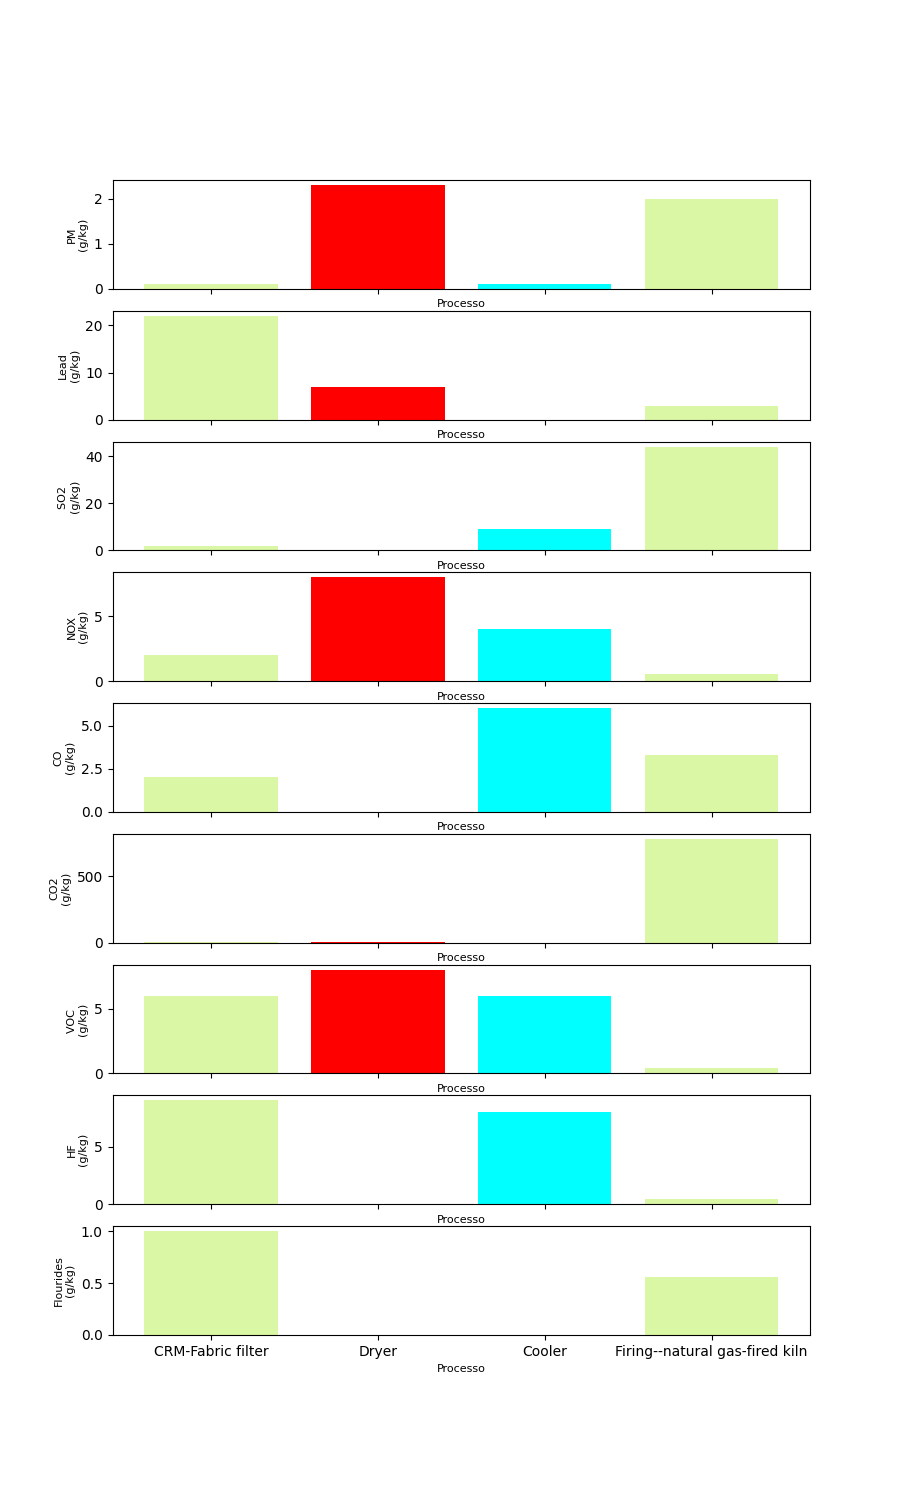 2
1
0
PM
(g/kg)
Processo
20
10
0
Lead
(g/kg)
Processo
40
20
0
SO2
(g/kg)
Processo
5
0
NOX
(g/kg)
Processo
5.0
2.5
0.0
CO
(g/kg)
Processo
500
0
CO2
(g/kg)
Processo
5
0
VOC
(g/kg)
Processo
5
0
HF
(g/kg)
Processo
1.0
0.5
0.0
Flourides
(g/kg)
CRM-Fabric filter Dryer Cooler Firing--natural gas-fired kiln
Processo